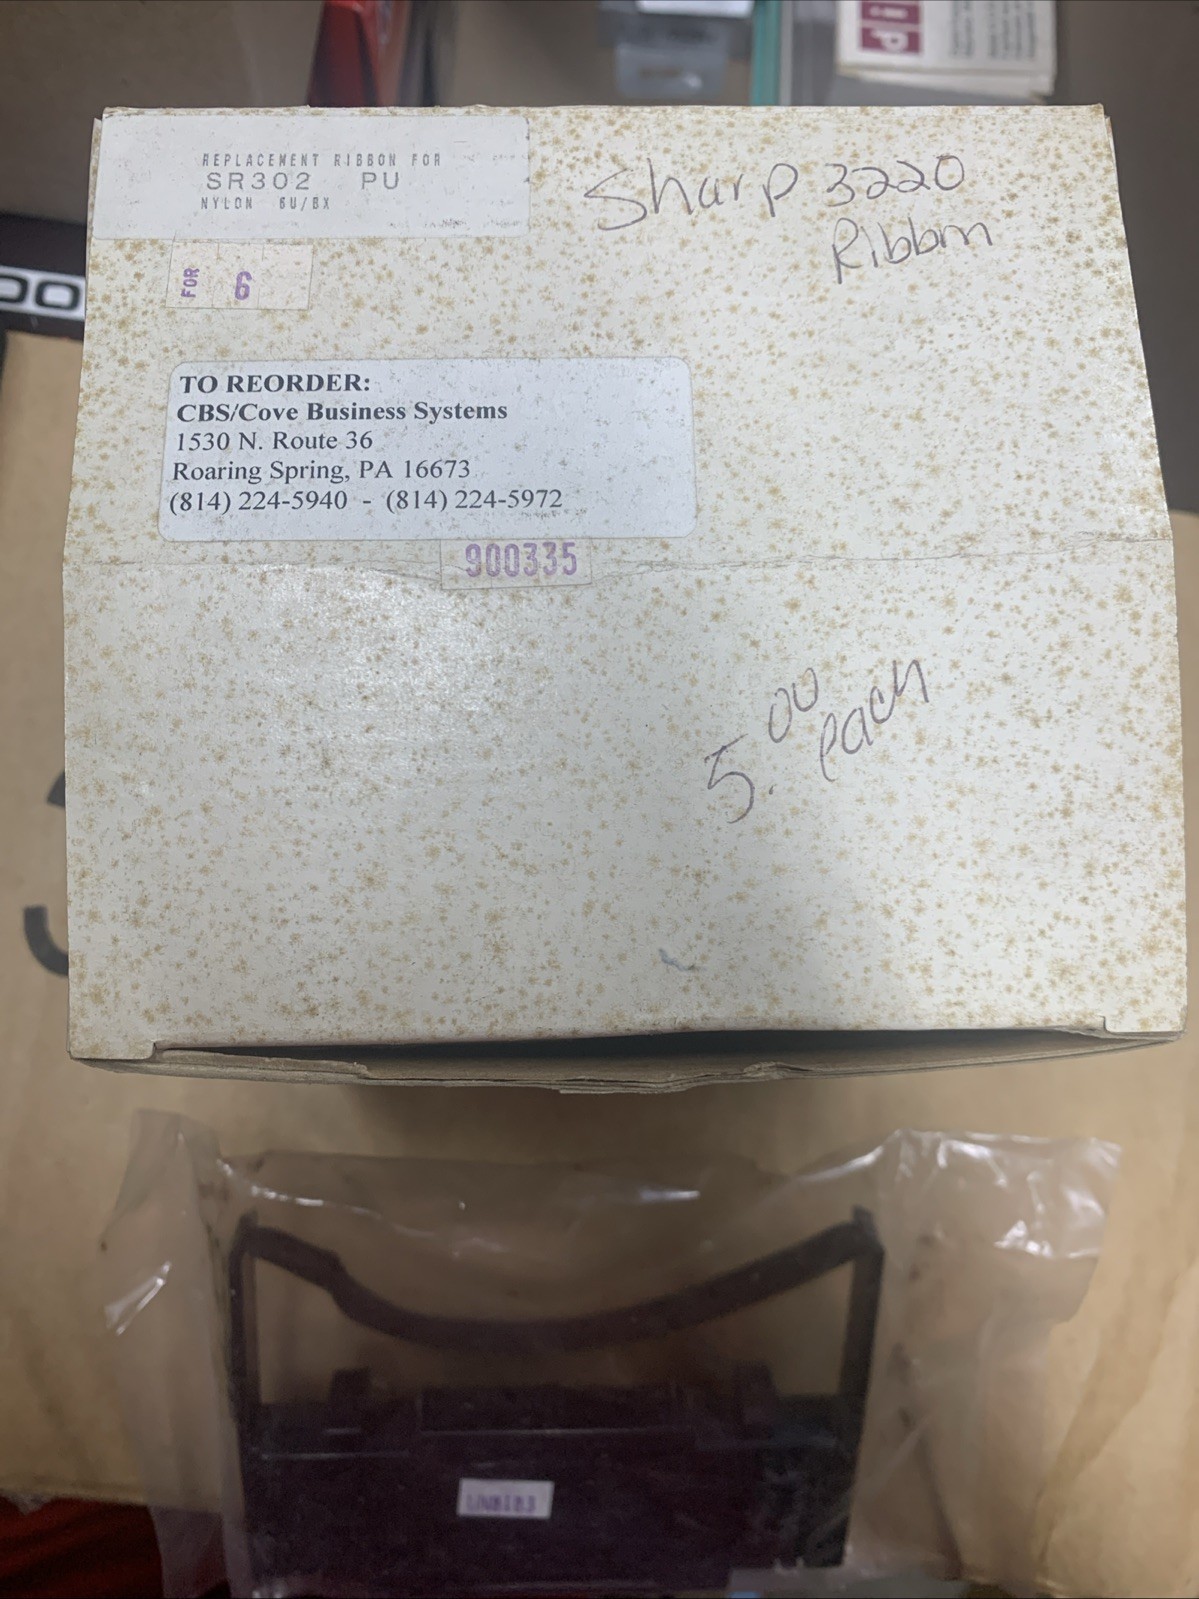 REPLACEMENT RIBBON FOR
SR302 PU
NYLON 6U/BX
Sharp 3220
Ribbon
FOR 6
TO REORDER:
CBS/Cove Business Systems
1530 N. Route 36
Roaring Spring, PA 16673
(814) 224-5940 - (814) 224-5972
900335
5.00
each